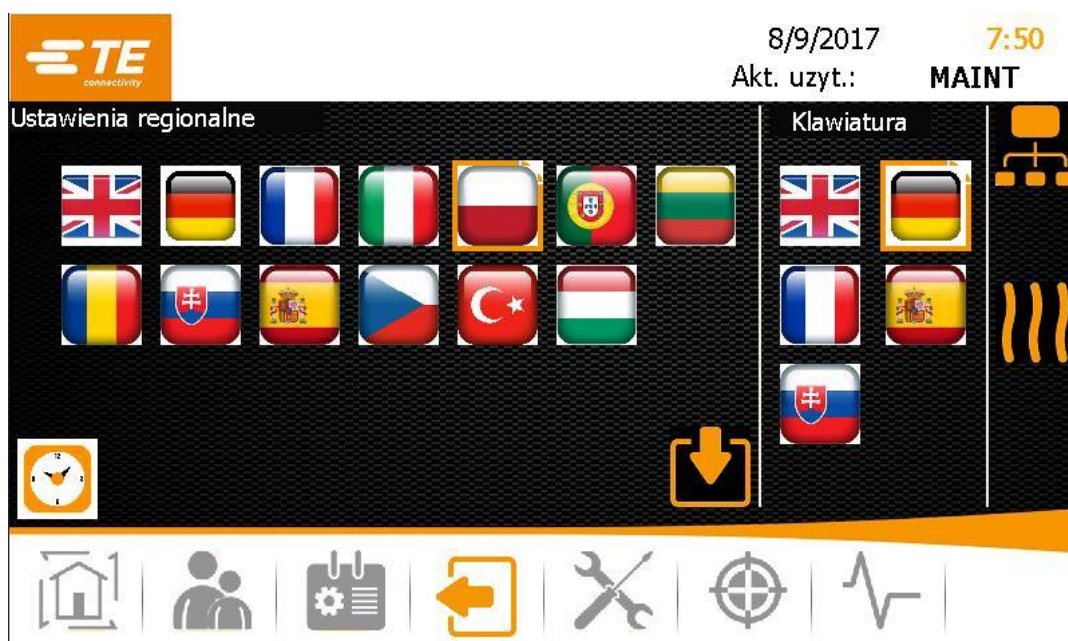 TE
connectivity
8/9/2017 7:50
Akt. uzyt.: MAINT
Ustawienia regionalne
Klawiatura